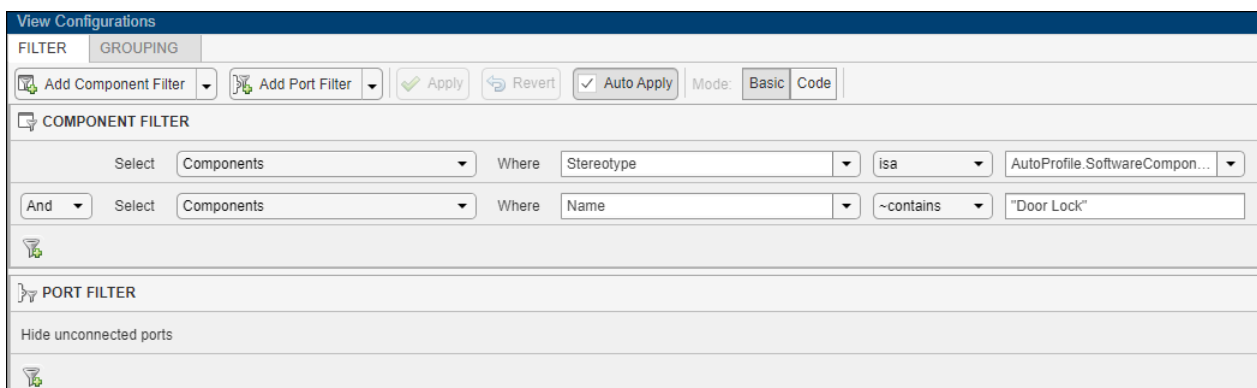 View Configurations
FILTER GROUPING
Add Component Filter Add Port Filter Apply Revert Auto Apply Mode: Basic Code
COMPONENT FILTER
Select Components Where Stereotype isa AutoProfile.SoftwareCompon...
And Select Components Where Name ~contains "Door Lock"
PORT FILTER
Hide unconnected ports